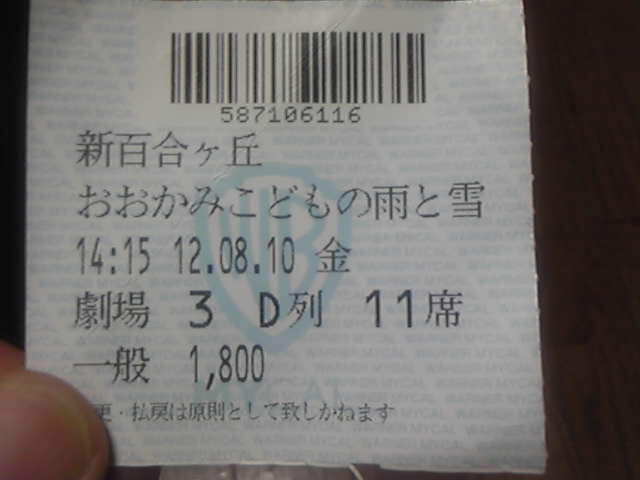 587106116
新百合ヶ丘
おおかみこどもの雨と雪
14:15 12.08.10 金
劇場 3 D列 11席
一般 1,800
更・払戻は原則として致しかねます